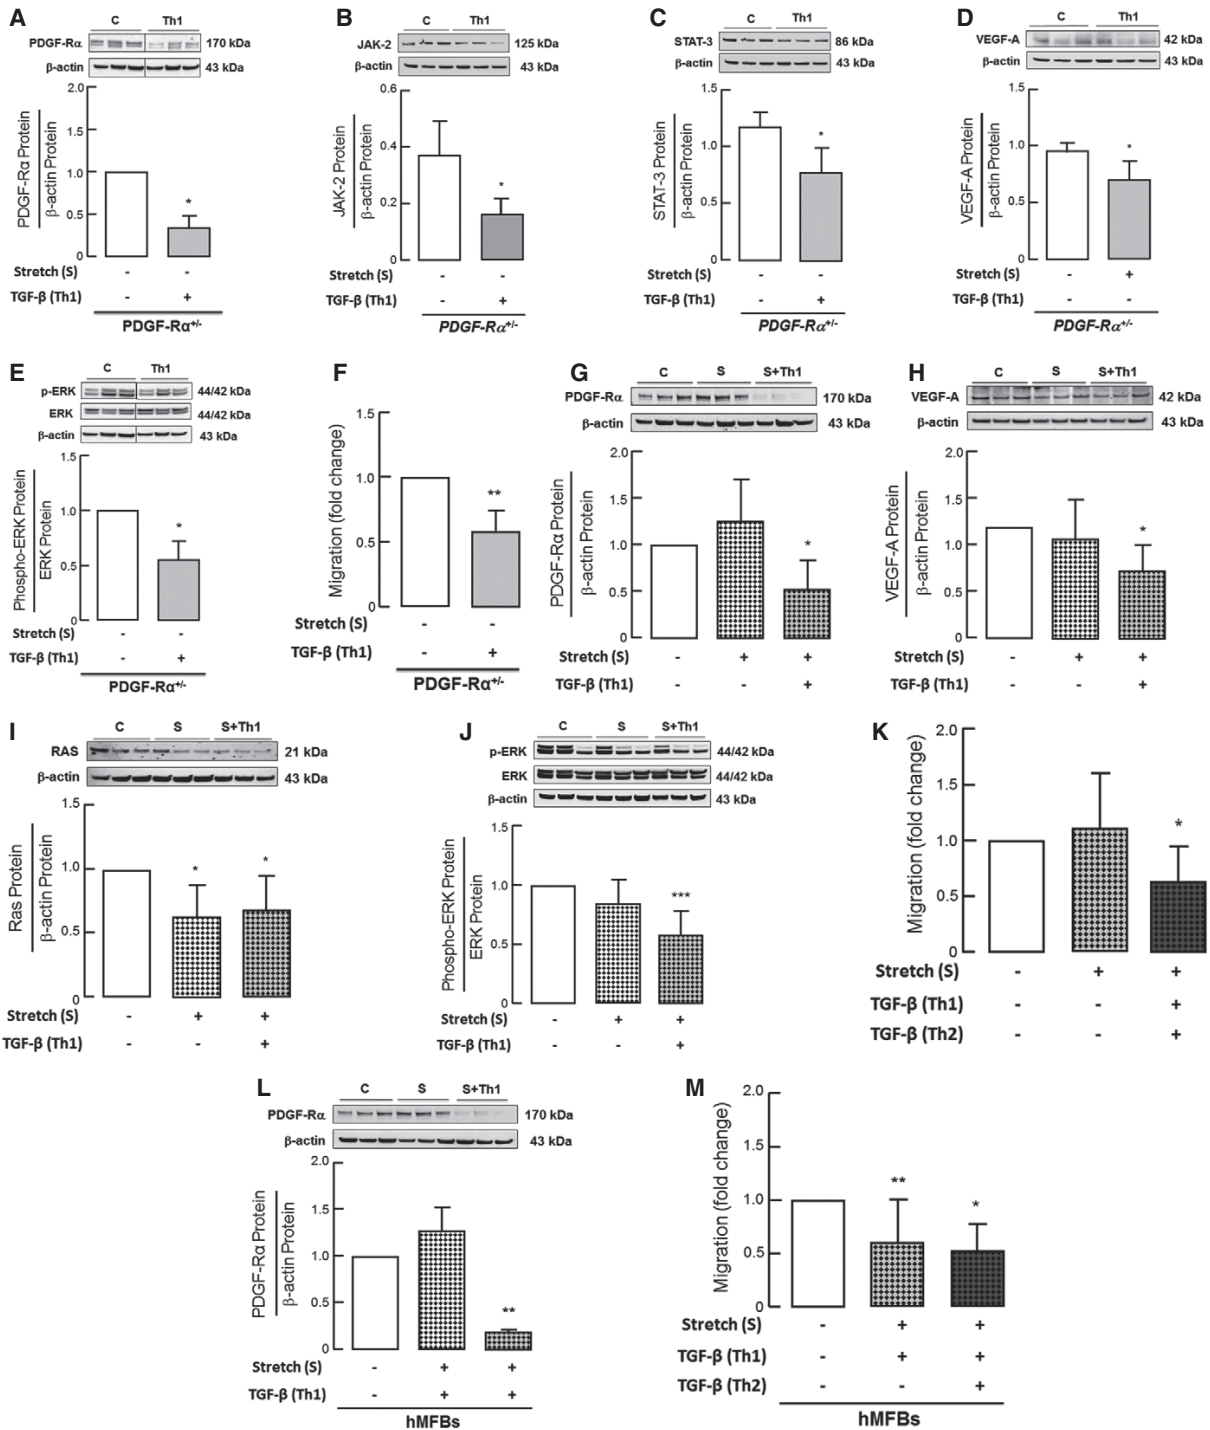 A
C Th1
PDGF-Rα 170 kDa
β-actin 43 kDa
PDGF-Rα Protein
β-actin Protein
2.0
1.5
1.0
0.5
0
Stretch (S) - -
TGF-β (Th1) - +
PDGF-Rα+/-
B
C Th1
JAK-2 125 kDa
β-actin 43 kDa
JAK-2 Protein
β-actin Protein
0.6
0.4
0.2
0
*
Stretch (S) - -
TGF-β (Th1) - +
PDGF-Rα+/-
C
C Th1
STAT-3 86 kDa
β-actin 43 kDa
STAT-3 Protein
β-actin Protein
1.5
1.0
0.5
0
*
Stretch (S) - -
TGF-β (Th1) - +
PDGF-Rα+/-
D
C Th1
VEGF-A 42 kDa
β-actin 43 kDa
VEGF-A Protein
β-actin Protein
1.5
1.0
0.5
0
*
Stretch (S) - +
TGF-β (Th1) - -
PDGF-Rα+/-
E
C Th1
p-ERK 44/42 kDa
ERK 44/42 kDa
β-actin 43 kDa
Phospho-ERK Protein
ERK Protein
1.5
1.0
0.5
0
*
Stretch (S) - -
TGF-β (Th1) - +
PDGF-Rα+/-
F
Migration (fold change)
1.5
1.0
0.5
0
**
Stretch (S) - -
TGF-β (Th1) - +
PDGF-Rα+/-
G
C S S+Th1
PDGF-Rα 170 kDa
β-actin 43 kDa
PDGF-Rα Protein
β-actin Protein
2.0
1.5
1.0
0.5
0
*
Stretch (S) - + +
TGF-β (Th1) - - +
H
C S S+Th1
VEGF-A 42 kDa
β-actin 43 kDa
VEGF-A Protein
β-actin Protein
2.0
1.5
1.0
0.5
0
*
Stretch (S) - + +
TGF-β (Th1) - - +
I
C S S+Th1
RAS 21 kDa
β-actin 43 kDa
Ras Protein
β-actin Protein
1.5
1.0
0.5
0
* *
Stretch (S) - + +
TGF-β (Th1) - - +
J
C S S+Th1
p-ERK 44/42 kDa
ERK 44/42 kDa
β-actin 43 kDa
Phospho-ERK Protein
ERK Protein
1.5
1.0
0.5
0
***
Stretch (S) - + +
TGF-β (Th1) - - +
K
Migration (fold change)
2.0
1.5
1.0
0.5
0
*
Stretch (S) - + +
TGF-β (Th1) - - +
TGF-β (Th2) - - +
L
C S S+Th1
PDGF-Rα 170 kDa
β-actin 43 kDa
PDGF-Rα Protein
β-actin Protein
2.0
1.5
1.0
0.5
0
**
Stretch (S) - + +
TGF-β (Th1) - + +
hMFBs
M
Migration (fold change)
2.0
1.0
0.5
0
** *
Stretch (S) - + +
TGF-β (Th1) - + +
TGF-β (Th2) - - +
hMFBs